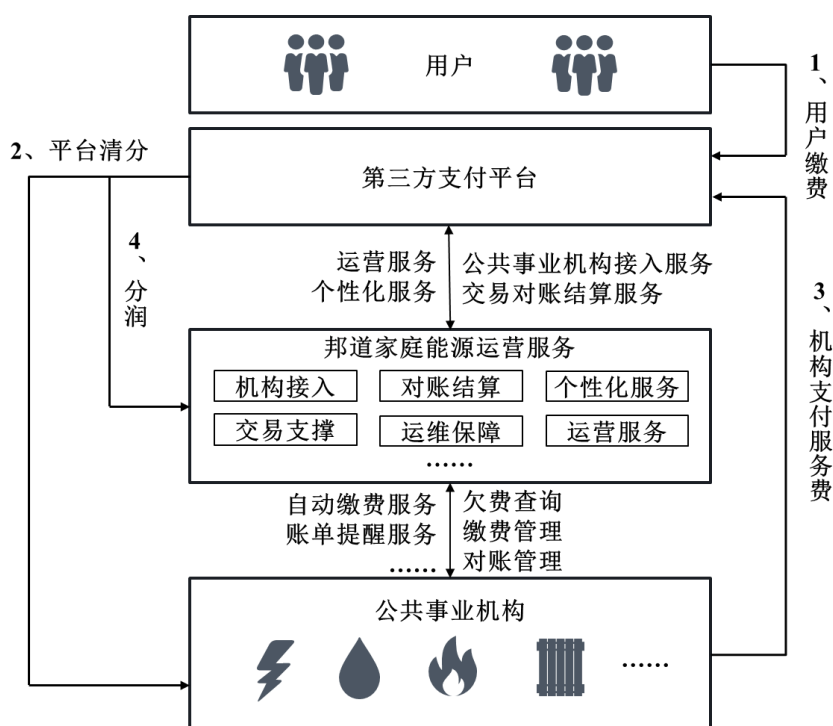 用户
1、用户缴费
2、平台清分
第三方支付平台
4、分润
运营服务
个性化服务
公共事业机构接入服务
交易对账结算服务
3、机构支付服务费
邦道家庭能源运营服务
机构接入 对账结算 个性化服务
交易支撑 运维保障 运营服务
……
自动缴费服务
账单提醒服务
……
欠费查询
缴费管理
对账管理
公共事业机构
……